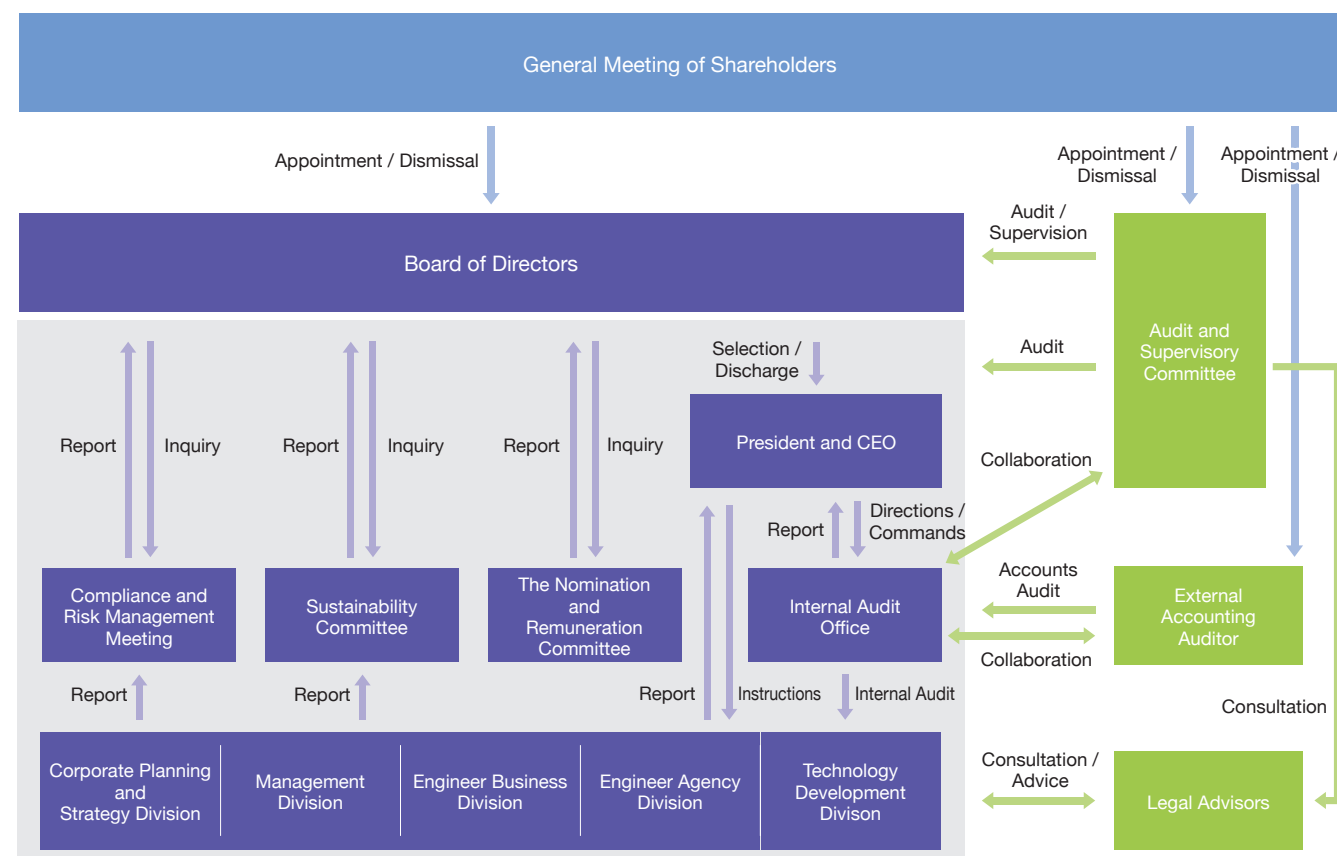 General Meeting of Shareholders
Appointment / Dismissal
Appointment /
Dismissal
Appointment /
Dismissal
Board of Directors
Audit /
Supervision
Audit and
Supervisory
Committee
Selection /
Discharge
Audit
Report
Inquiry
Report
Inquiry
Report
Inquiry
President and CEO
Collaboration
Report
Directions /
Commands
Compliance and
Risk Management
Meeting
Sustainability
Committee
The Nomination
and
Remuneration
Committee
Internal Audit
Office
Accounts
Audit
External
Accounting
Auditor
Collaboration
Report
Report
Report
Instructions
Internal Audit
Consultation
Corporate Planning
and
Strategy Division
Management
Division
Engineer Business
Division
Engineer Agency
Division
Technology
Development
Divison
Consultation /
Advice
Legal Advisors